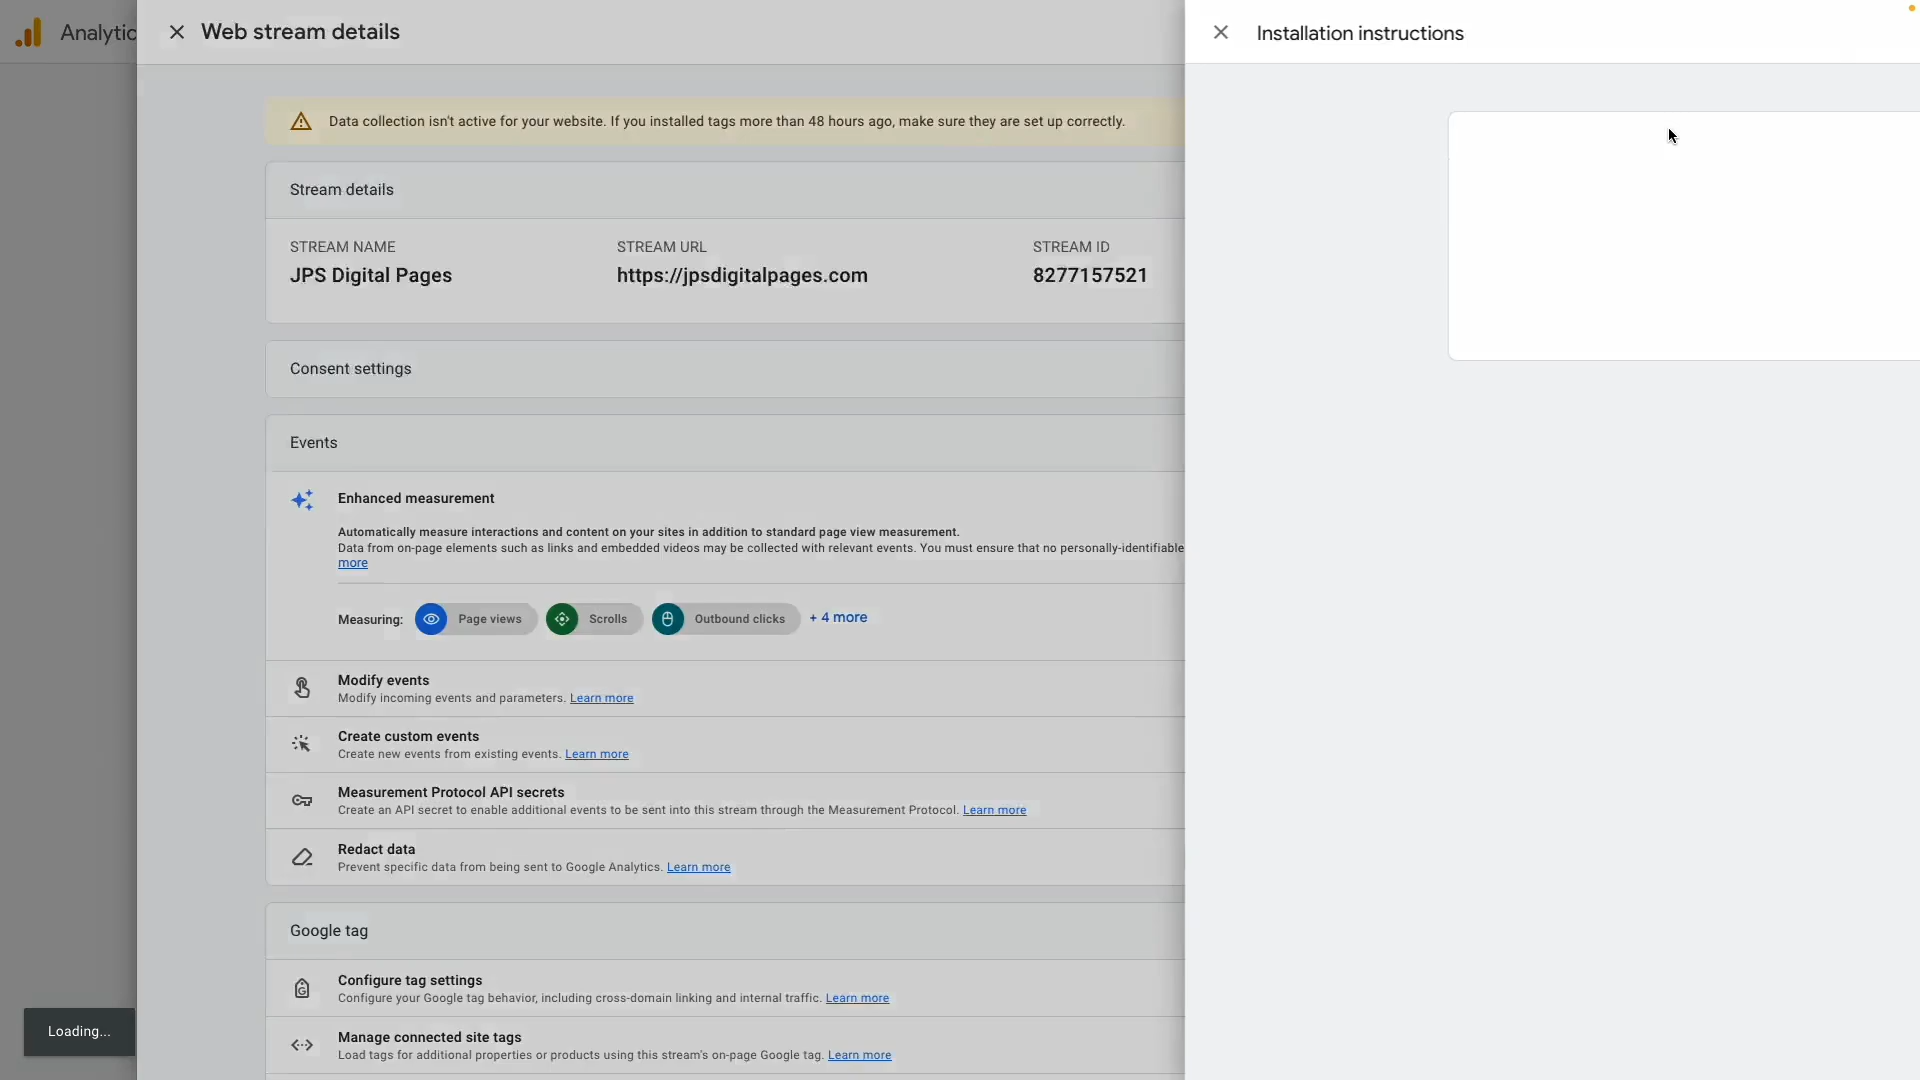 Analytic
Web stream details
Installation instructions
Data collection isn't active for your website. If you installed tags more than 48 hours ago, make sure they are set up correctly.
Stream details
STREAM NAME
STREAM URL
STREAM ID
JPS Digital Pages
https://jpsdigitalpages.com
8277157521
Consent settings
Events
Enhanced measurement
Automatically measure interactions and content on your sites in addition to standard page view measurement.
Data from on-page elements such as links and embedded videos may be collected with relevant events. You must ensure that no personally-identifiable
more
Measuring: Page views Scrolls Outbound clicks + 4 more
Modify events
Modify incoming events and parameters. Learn more
Create custom events
Create new events from existing events. Learn more
Measurement Protocol API secrets
Create an API secret to enable additional events to be sent into this stream through the Measurement Protocol. Learn more
Redact data
Prevent specific data from being sent to Google Analytics. Learn more
Google tag
Configure tag settings
Configure your Google tag behavior, including cross-domain linking and internal traffic. Learn more
Manage connected site tags
Load tags for additional properties or products using this stream's on-page Google tag. Learn more
Loading...